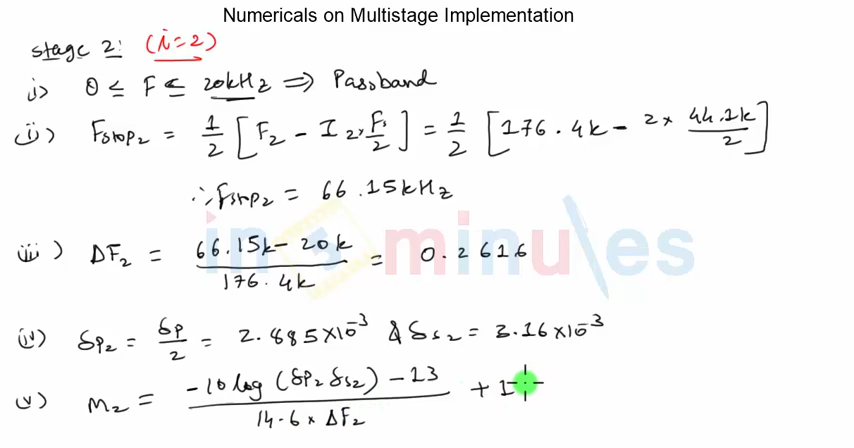 Numericals on Multistage Implementation
stage 2: (i=2)
i) 0 ≤ F ≤ 20kHz ⇒ Passband
ii) Fstop2 = 1/2 [F2 - I2 × Fi/2] = 1/2 [176.4k - 2 × 44.1k/2]
∴ Fstop2 = 66.15kHz
in minutes
iii) ΔF2 = 66.15k - 20k / 176.4k = 0.2616
iv) δp2 = δp/2 = 2.885×10⁻³ & δs2 = 3.16×10⁻³
v) M2 = -10 log (δp2 δs2) - 13 / 14.6 × ΔF2 + 1